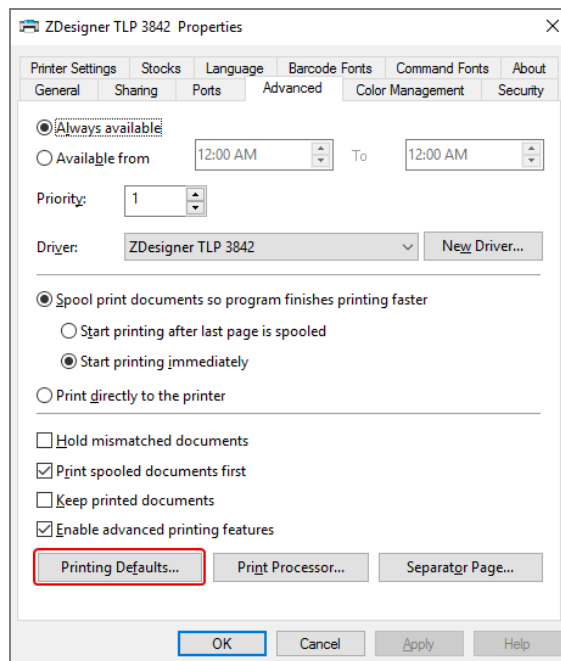 ZDesigner TLP 3842 Properties
Printer Settings Stocks Language Barcode Fonts Command Fonts About
General Sharing Ports Advanced Color Management Security
Always available
Available from 12:00 AM To 12:00 AM
Priority: 1
Driver: ZDesigner TLP 3842 New Driver...
Spool print documents so program finishes printing faster
Start printing after last page is spooled
Start printing immediately
Print directly to the printer
Hold mismatched documents
Print spooled documents first
Keep printed documents
Enable advanced printing features
Printing Defaults... Print Processor... Separator Page...
OK Cancel Apply Help